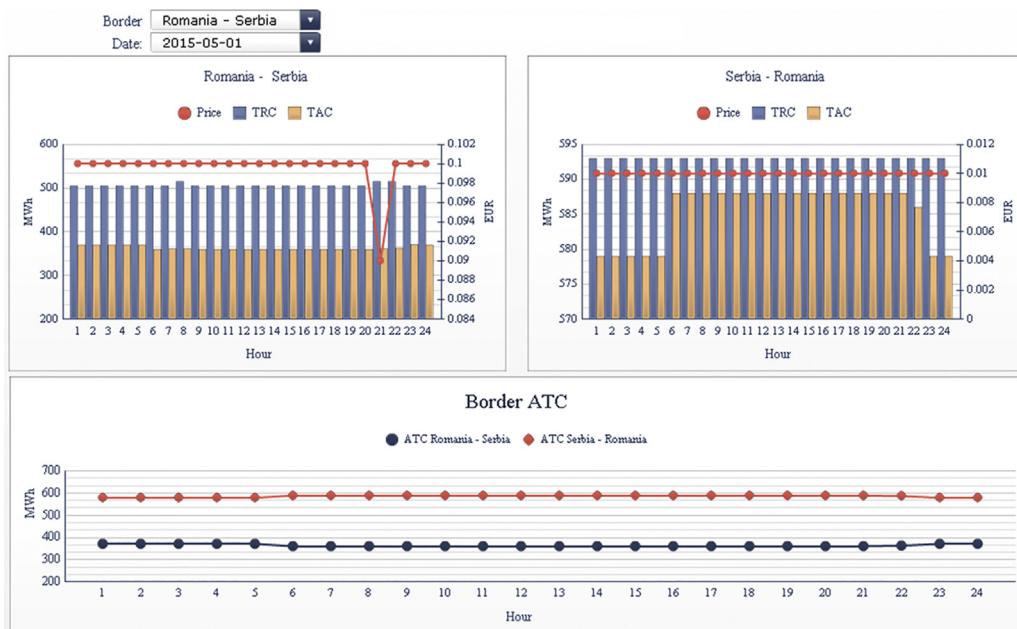 Border Romania - Serbia
Date: 2015-05-01
Romania - Serbia
Price TRC TAC
600
500
400
300
200
MWh
0.102
0.1
0.098
0.096
0.094
0.092
0.09
0.088
0.086
0.084
EUR
1 2 3 4 5 6 7 8 9 10 11 12 13 14 15 16 17 18 19 20 21 22 23 24
Hour
Serbia - Romania
Price TRC TAC
595
590
585
580
575
570
MWh
0.012
0.01
0.008
0.006
0.004
0.002
0
EUR
1 2 3 4 5 6 7 8 9 10 11 12 13 14 15 16 17 18 19 20 21 22 23 24
Hour
Border ATC
ATC Romania - Serbia ATC Serbia - Romania
700
600
500
400
300
200
MWh
1 2 3 4 5 6 7 8 9 10 11 12 13 14 15 16 17 18 19 20 21 22 23 24
Hour